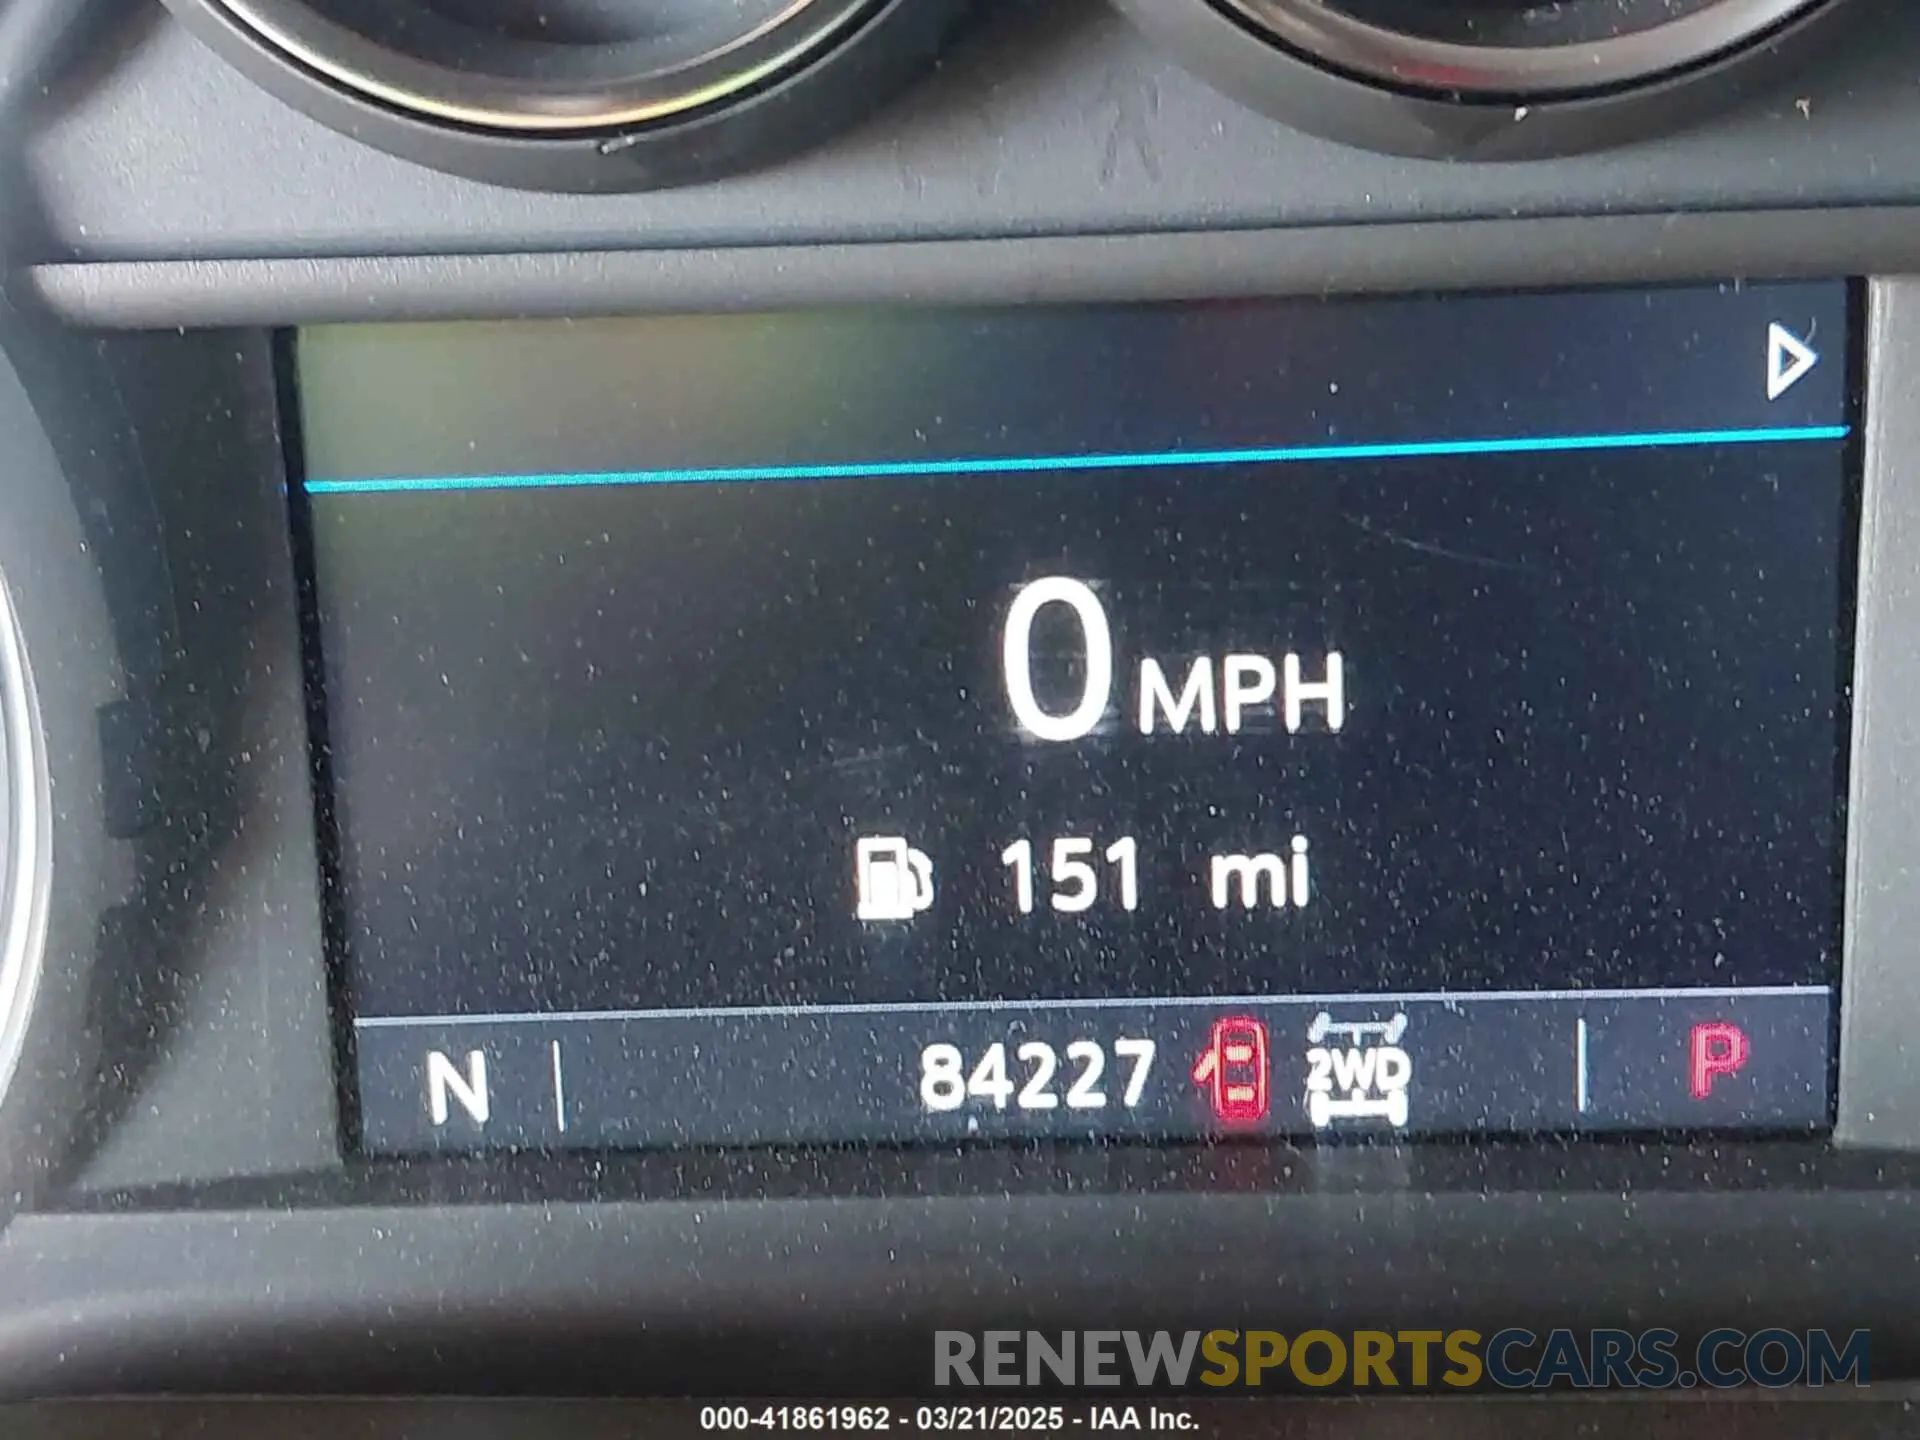 0 MPH
151 mi
N 84227 2WD P
RENEWSPORTSCARS.COM
000-41861962 - 03/21/2025 - IAA Inc.